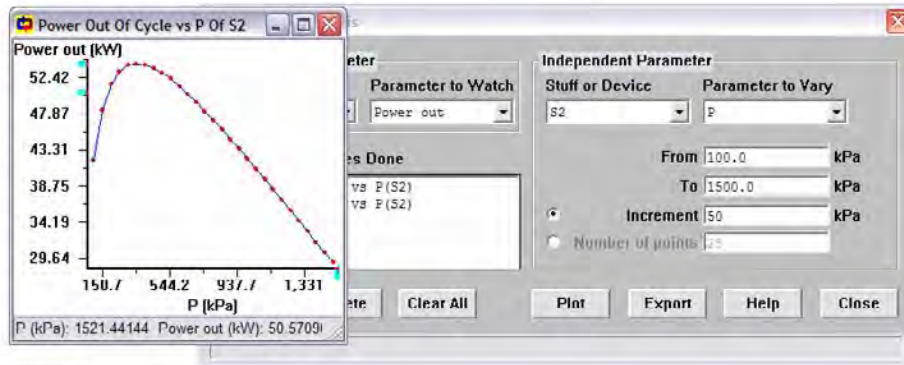 Power Out Of Cycle vs P Of S2
Power out (kW)
52.42
47.87
43.31
38.75
34.19
29.64
150.7 544.2 937.7 1,331
P (kPa)
P (kPa): 1521.44144 Power out (kW): 50.5709
Parameter to Watch
Power out
es Done
vs P(S2)
vs P(S2)
Clear All
Independent Parameter
Stuff or Device Parameter to Vary
S2 P
From 100.0 kPa
To 1500.0 kPa
Increment 50 kPa
Number of points 25
Plot Export Help Close